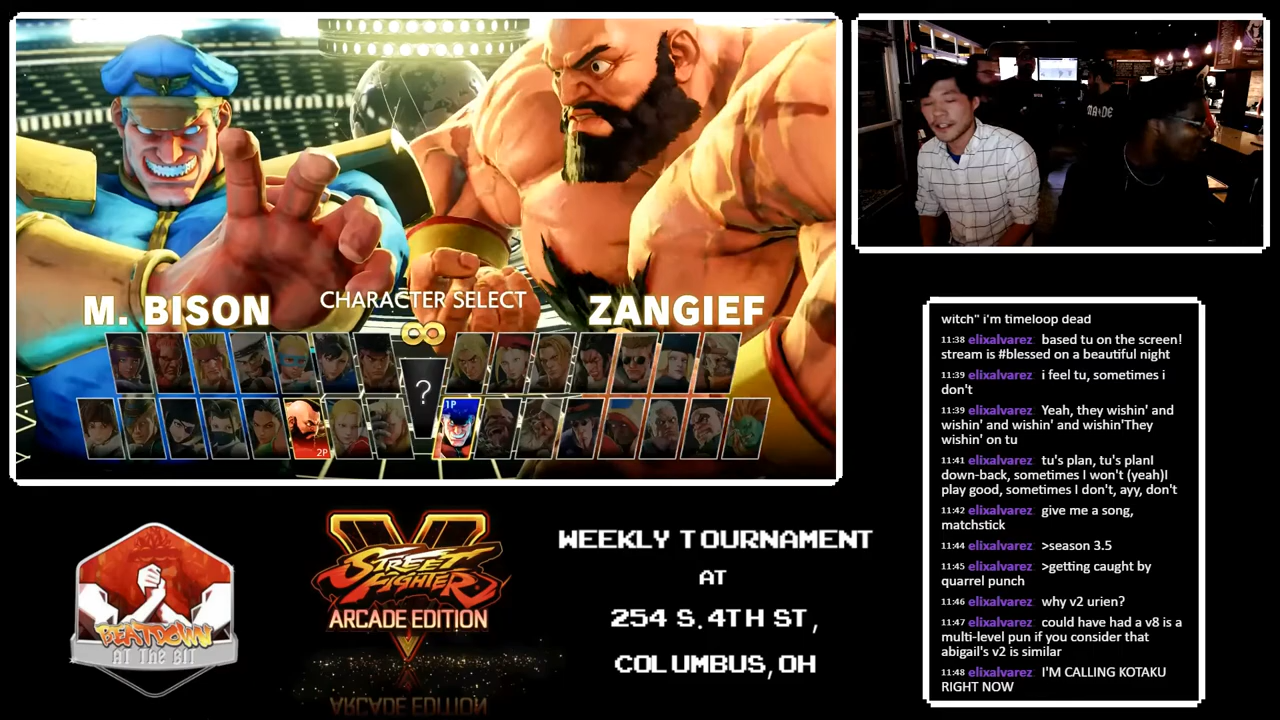 M. BISON
CHARACTER SELECT
ZANGIEF
?
1P
2P
MADE
witch" i'm timeloop dead
11:38 elixalvarez based tu on the screen!
stream is #blessed on a beautiful night
11:39 elixalvarez i feel tu, sometimes i
don't
11:39 elixalvarez Yeah, they wishin' and
wishin' and wishin'They
wishin' on tu
11:41 elixalvarez tu's plan, tu's planI
down-back, sometimes I won't (yeah)I
play good, sometimes I don't, ayy, don't
11:42 elixalvarez give me a song,
matchstick
11:44 elixalvarez >season 3.5
11:45 elixalvarez >getting caught by
quarrel punch
11:46 elixalvarez why v2 urien?
11:47 elixalvarez could have had a v8 is a
multi-level pun if you consider that
abigail's v2 is similar
11:48 elixalvarez I'M CALLING KOTAKU
RIGHT NOW
BEATDOWN
AT THE BIT
V
STREET
FIGHTER
ARCADE EDITION
WEEKLY TOURNAMENT
AT
254 S.4TH ST,
COLUMBUS,OH